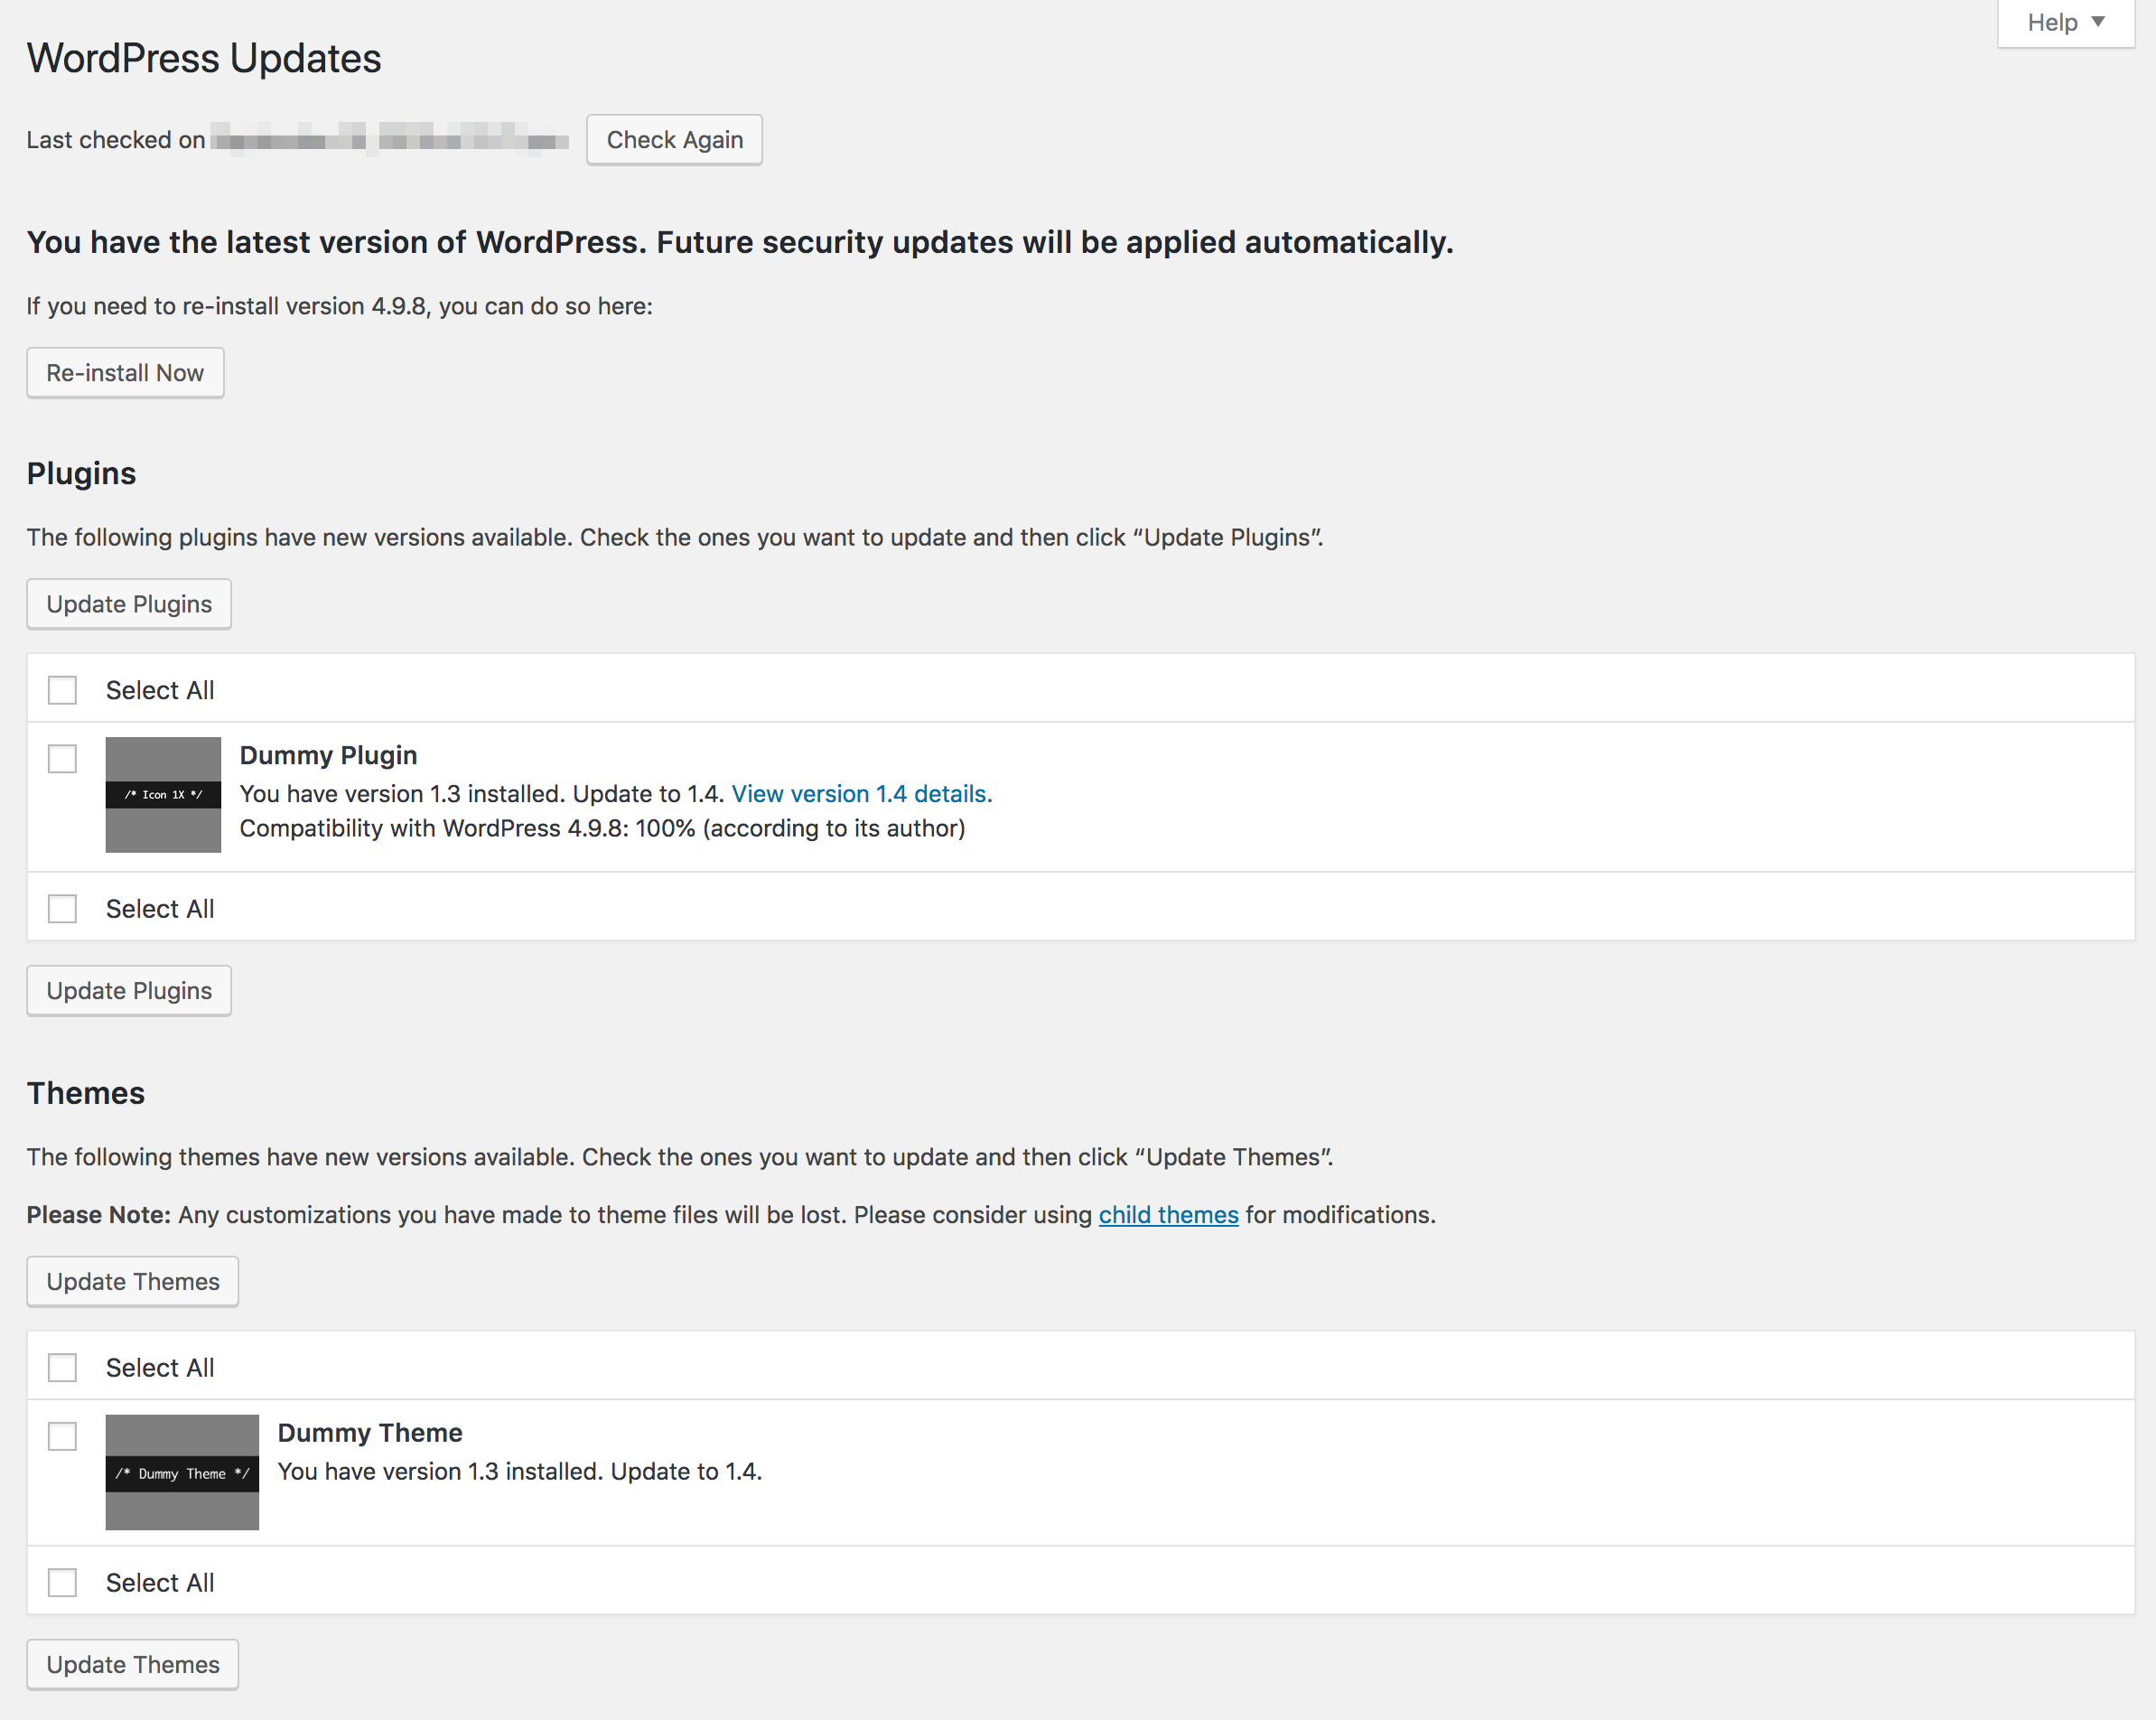 Help ▼
WordPress Updates
Last checked on
Check Again
You have the latest version of WordPress. Future security updates will be applied automatically.
If you need to re-install version 4.9.8, you can do so here:
Re-install Now
Plugins
The following plugins have new versions available. Check the ones you want to update and then click “Update Plugins”.
Update Plugins
Select All
/* Icon 1X */
Dummy Plugin
You have version 1.3 installed. Update to 1.4. View version 1.4 details.
Compatibility with WordPress 4.9.8: 100% (according to its author)
Select All
Update Plugins
Themes
The following themes have new versions available. Check the ones you want to update and then click “Update Themes”.
Please Note: Any customizations you have made to theme files will be lost. Please consider using child themes for modifications.
Update Themes
Select All
/* Dummy Theme */
Dummy Theme
You have version 1.3 installed. Update to 1.4.
Select All
Update Themes